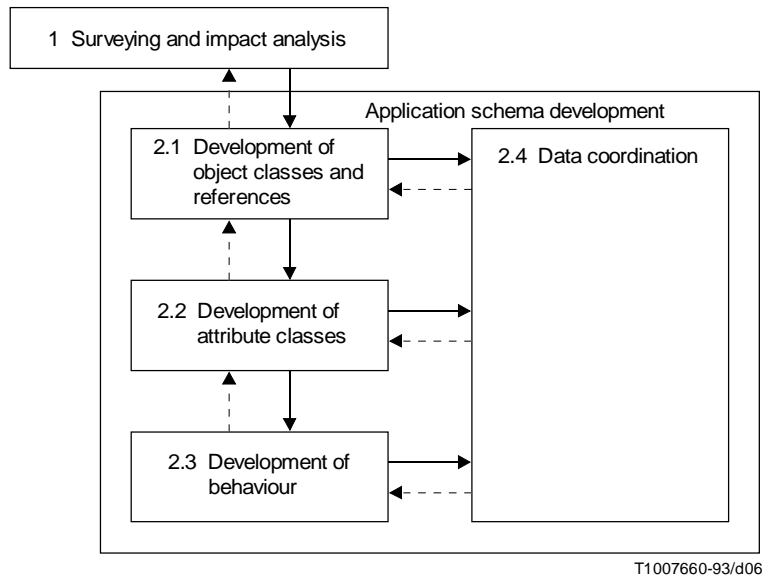 1 Surveying and impact analysis
Application schema development
2.1 Development of
object classes and
references
2.4 Data coordination
2.2 Development of
attribute classes
2.3 Development of
behaviour
T1007660-93/d06